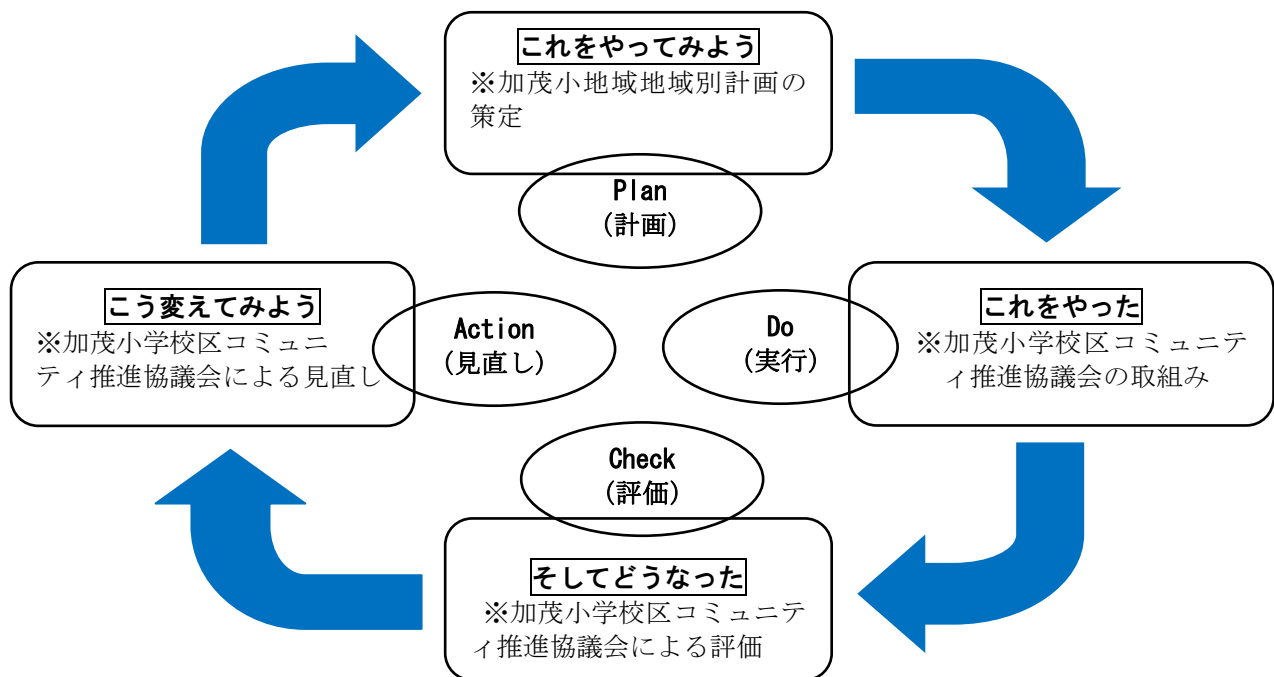 これをやってみよう
※加茂小地域地域別計画の
策定
Plan
(計画)
これをやった
※加茂小学校区コミュニテ
ィ推進協議会の取組み
Do
(実行)
Check
(評価)
そしてどうなった
※加茂小学校区コミュニテ
ィ推進協議会による評価
こう変えてみよう
※加茂小学校区コミュニ
ティ推進協議会による見直し
Action
(見直し)